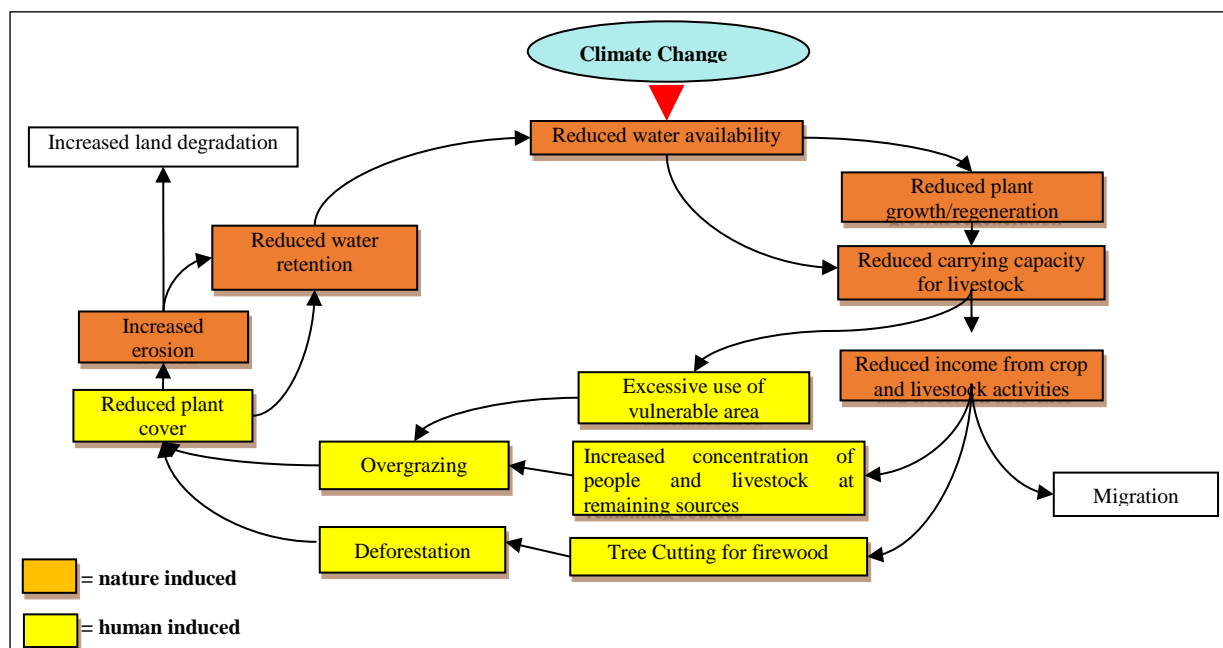 Climate Change
Reduced water availability
Increased land degradation
Reduced plant
growth/regeneration
Reduced water
retention
Reduced carrying capacity
for livestock
Increased
erosion
Reduced income from crop
and livestock activities
Excessive use of
vulnerable area
Reduced plant
cover
Overgrazing
Increased concentration of
people and livestock at
remaining sources
Migration
Deforestation
Tree Cutting for firewood
= nature induced
= human induced